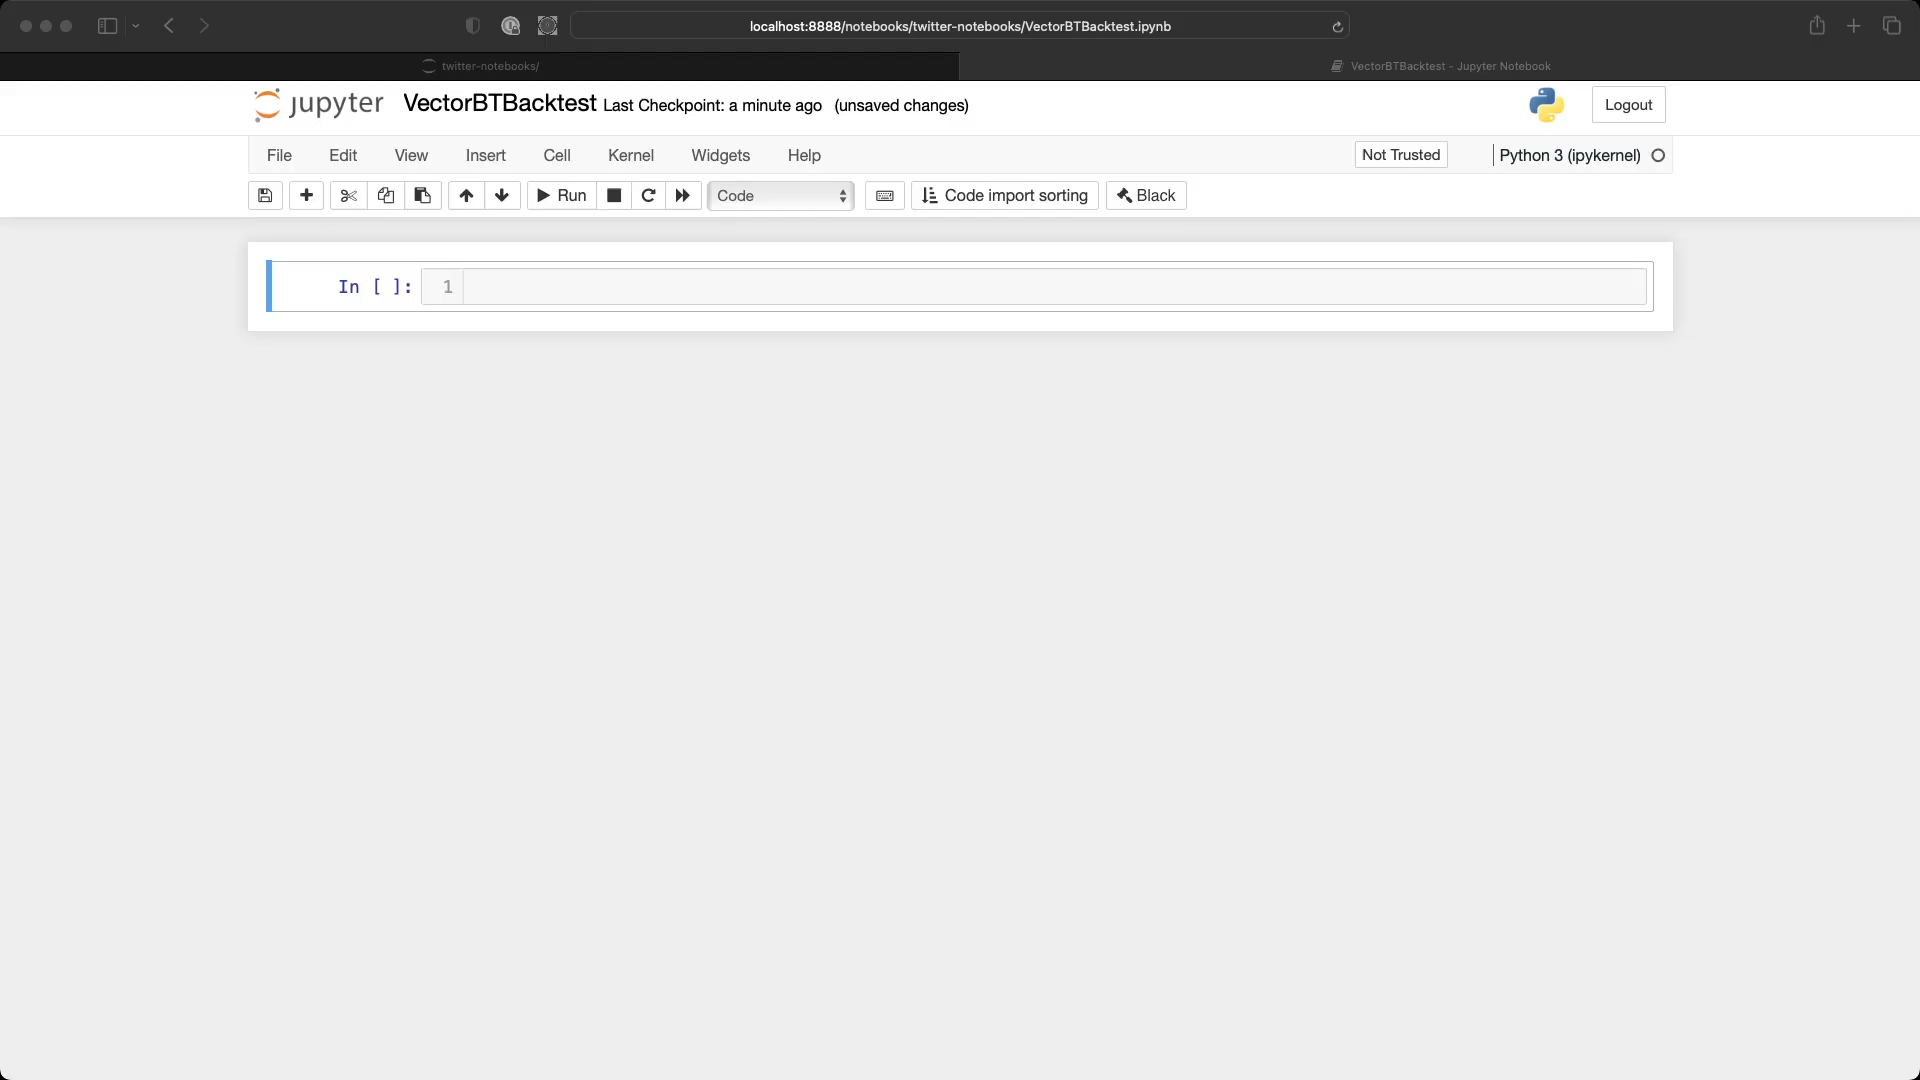 localhost:8888/notebooks/twitter-notebooks/VectorBTBacktest.ipynb
twitter-notebooks/
VectorBTBacktest - Jupyter Notebook
jupyter VectorBTBacktest Last Checkpoint: a minute ago (unsaved changes)
Logout
File Edit View Insert Cell Kernel Widgets Help
Not Trusted
Python 3 (ipykernel)
Run
Code
Code import sorting
Black
In [ ]: 1